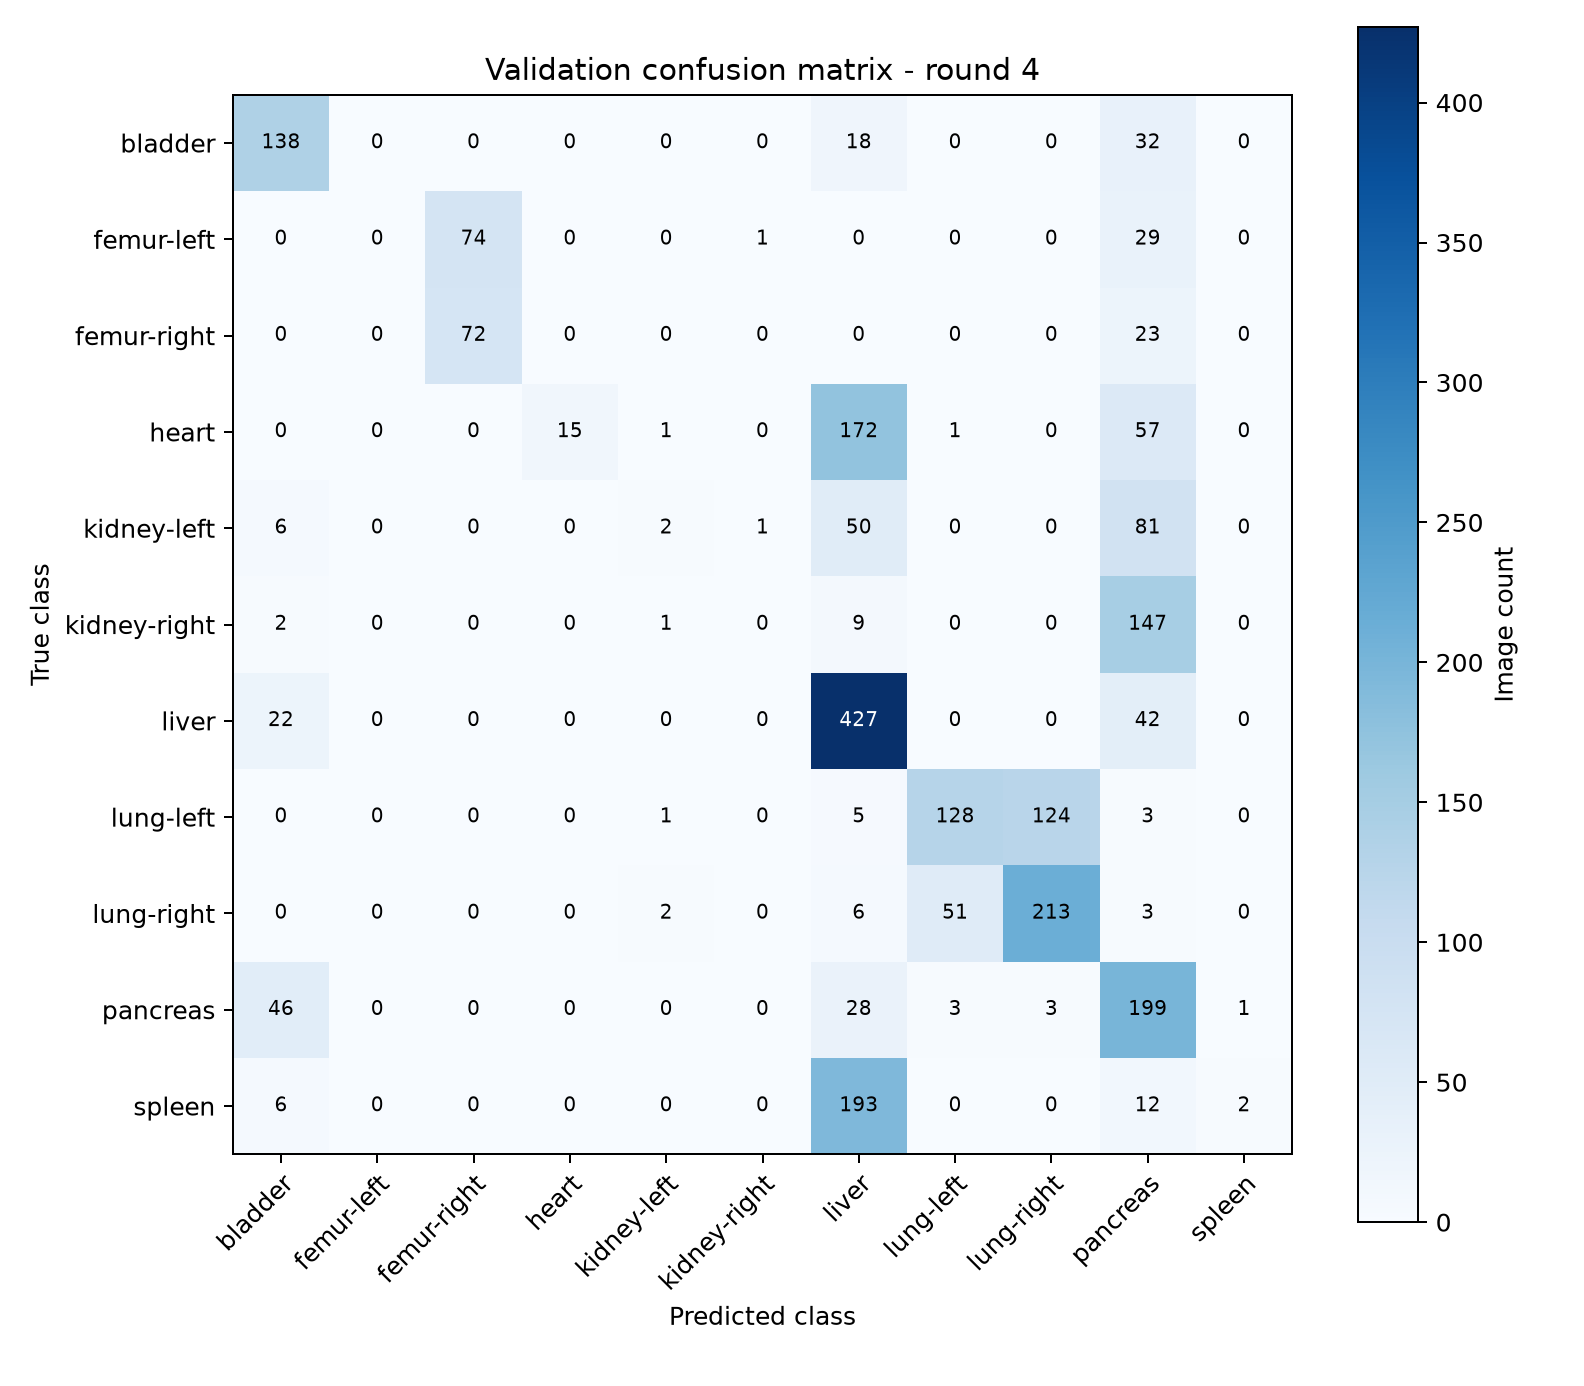 Validation confusion matrix - round 4
bladder 138 0 0 0 0 0 18 0 0 32 0
femur-left 0 0 74 0 0 1 0 0 0 29 0
femur-right 0 0 72 0 0 0 0 0 0 23 0
heart 0 0 0 15 1 0 172 1 0 57 0
kidney-left 6 0 0 0 2 1 50 0 0 81 0
kidney-right 2 0 0 0 1 0 9 0 0 147 0
liver 22 0 0 0 0 0 427 0 0 42 0
lung-left 0 0 0 0 1 0 5 128 124 3 0
lung-right 0 0 0 0 2 0 6 51 213 3 0
pancreas 46 0 0 0 0 0 28 3 3 199 1
spleen 6 0 0 0 0 0 193 0 0 12 2
True class
bladder femur-left femur-right heart kidney-left kidney-right liver lung-left lung-right pancreas spleen
Predicted class
400
350
300
250
200
150
100
50
0
Image count